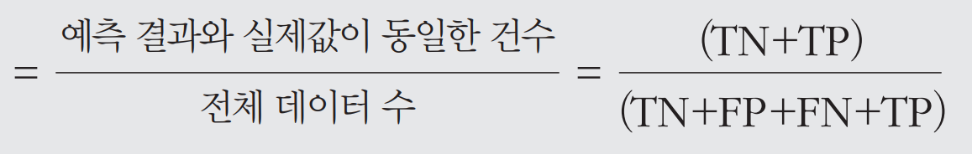 = 예측 결과와 실제값이 동일한 건수 / 전체 데이터 수 = (TN+TP) / (TN+FP+FN+TP)